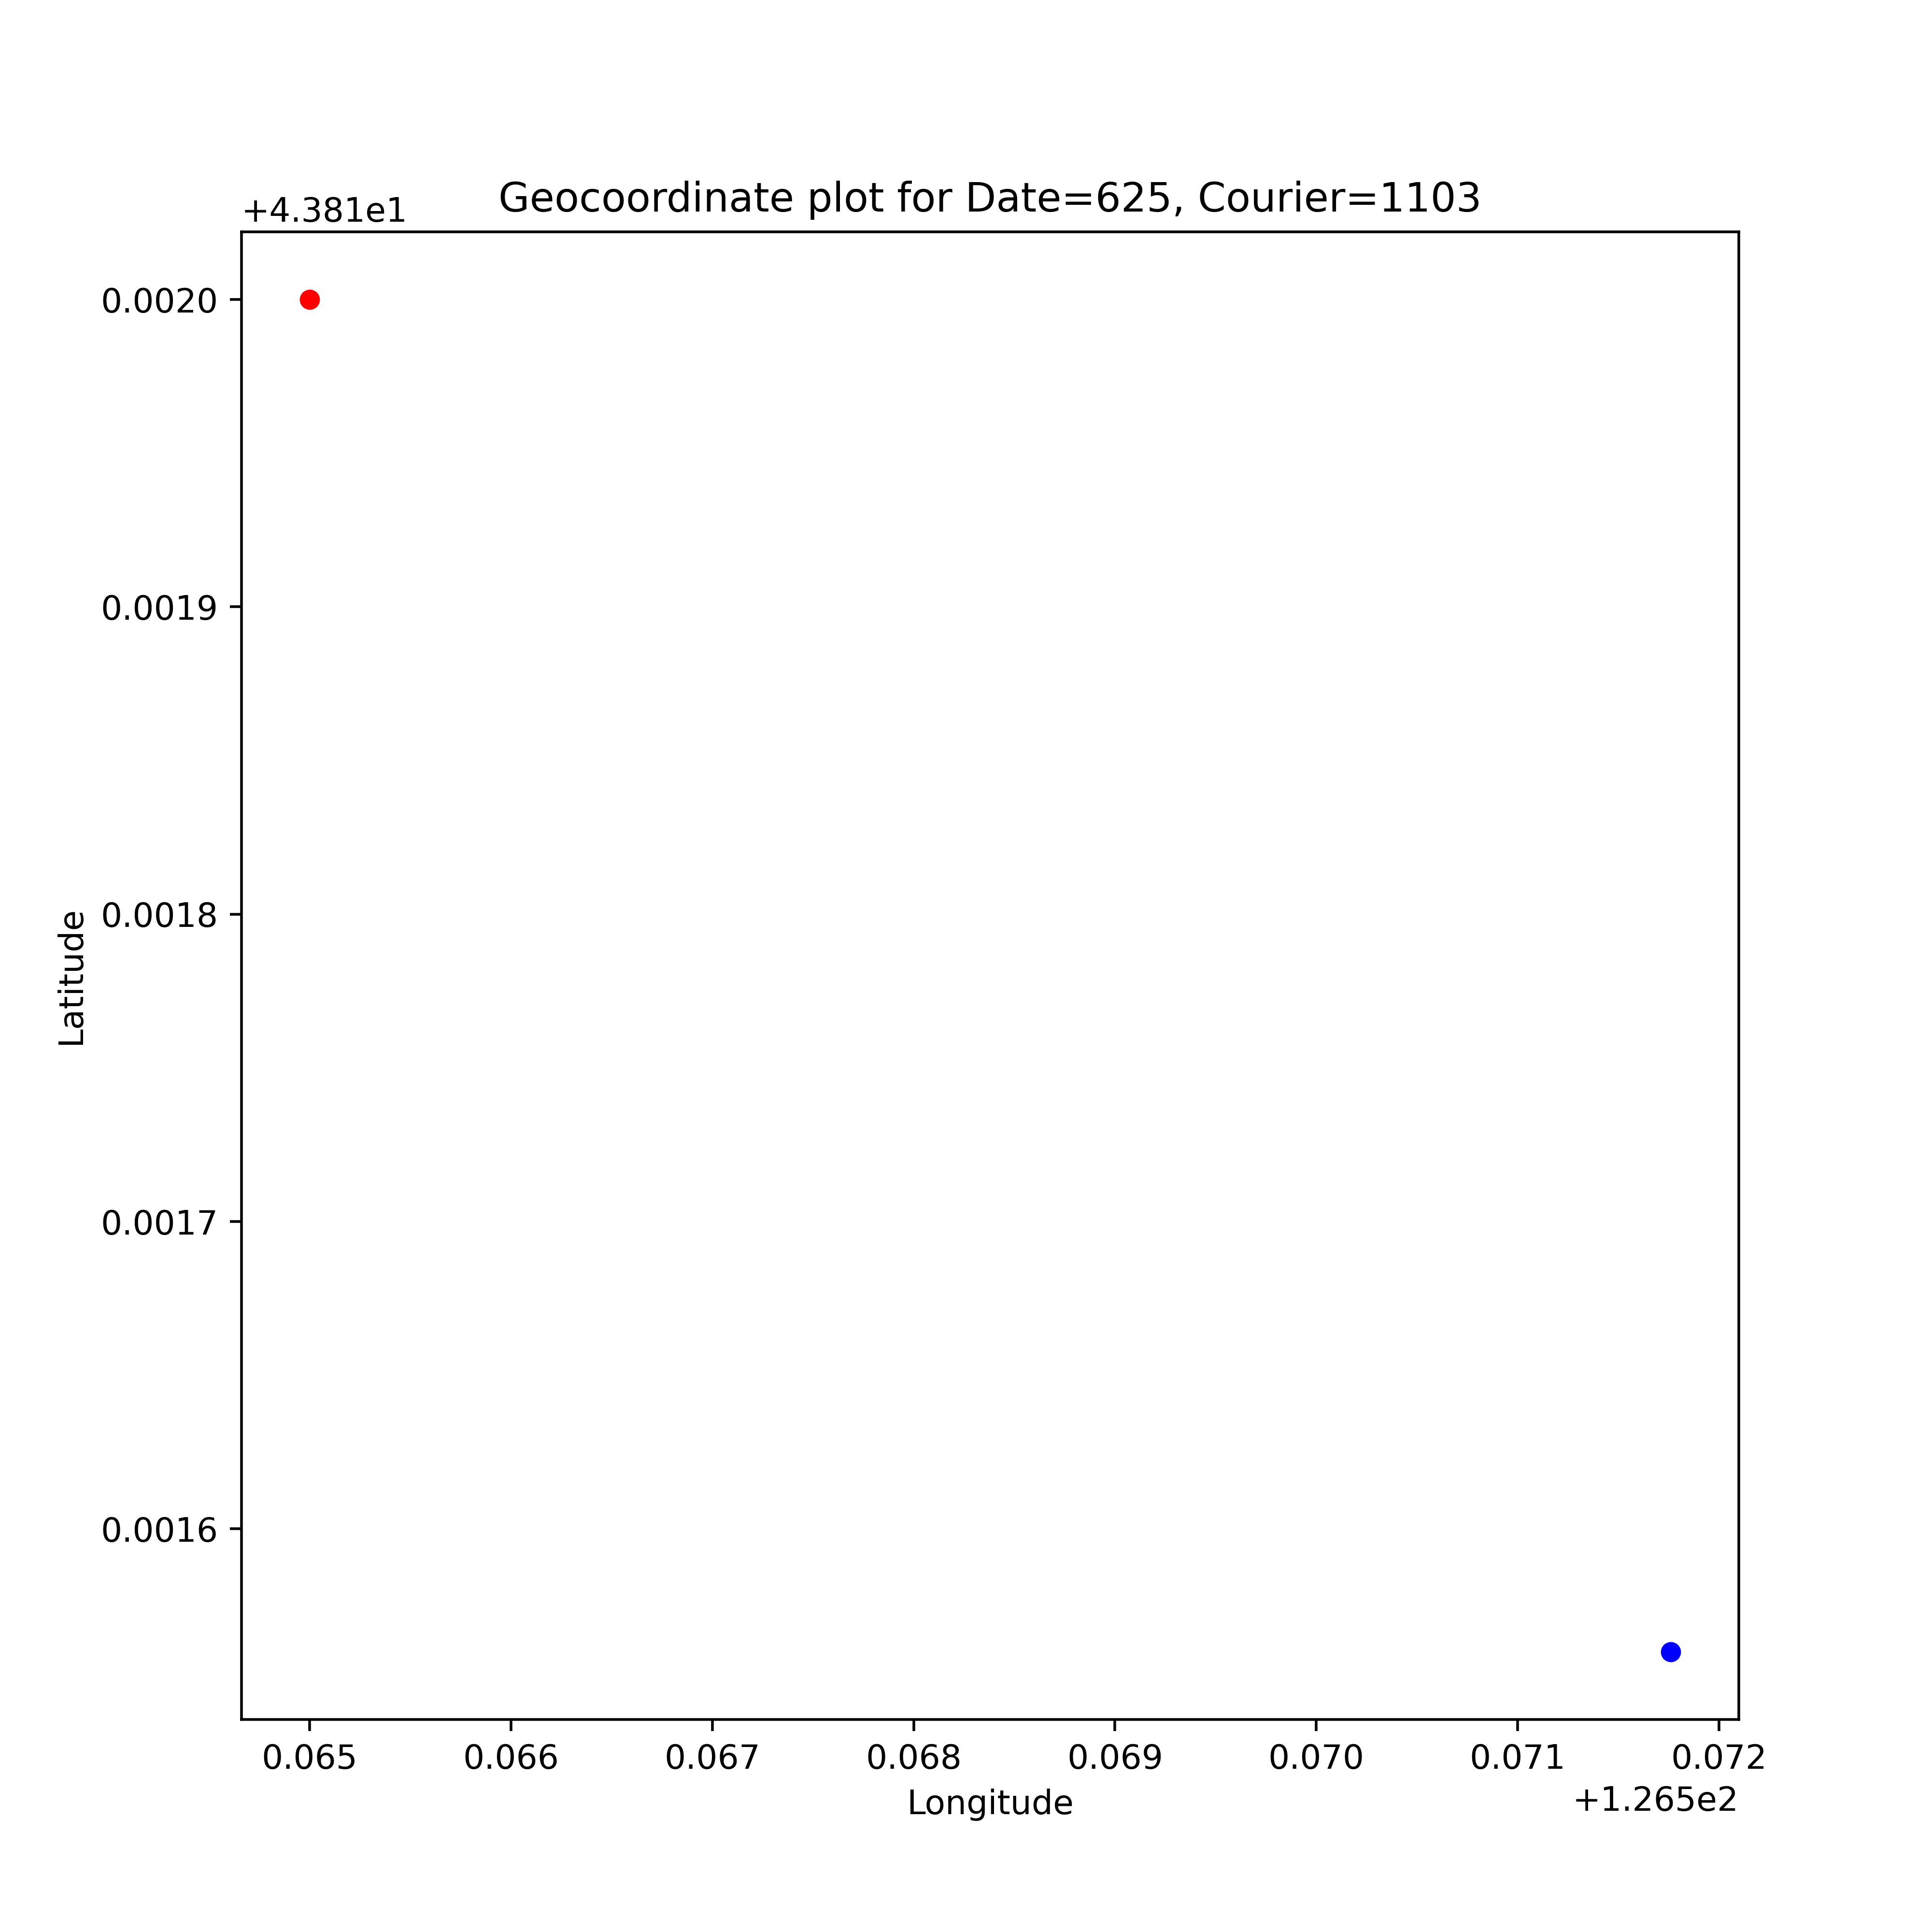 Geocoordinate plot for Date=625, Courier=1103
+4.381e1
0.0020
0.0019
0.0018
0.0017
0.0016
Latitude
0.065 0.066 0.067 0.068 0.069 0.070 0.071 0.072
Longitude
+1.265e2